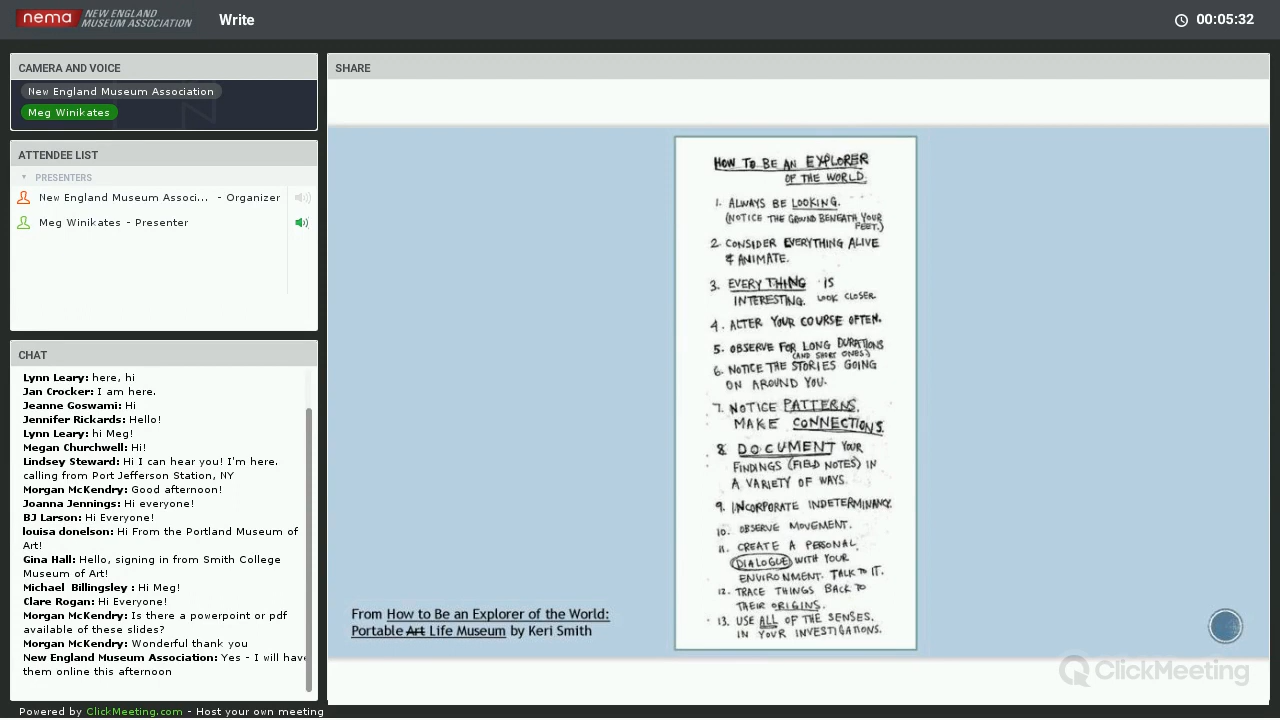 nema NEW ENGLAND
MUSEUM ASSOCIATION
Write
00:05:32
CAMERA AND VOICE
New England Museum Association
Meg Winikates
ATTENDEE LIST
PRESENTERS
New England Museum Associ... - Organizer
Meg Winikates - Presenter
CHAT
Lynn Leary: here, hi
Jan Crocker: I am here.
Jeanne Goswami: Hi
Jennifer Rickards: Hello!
Lynn Leary: hi Meg!
Megan Churchwell: Hi!
Lindsey Steward: Hi I can hear you! I'm here.
calling from Port Jefferson Station, NY
Morgan McKendry: Good afternoon!
Joanna Jennings: Hi everyone!
BJ Larson: Hi Everyone!
louisa donelson: Hi From the Portland Museum of
Art!
Gina Hall: Hello, signing in from Smith College
Museum of Art!
Michael Billingsley : Hi Meg!
Clare Rogan: Hi Everyone!
Morgan McKendry: Is there a powerpoint or pdf
available of these slides?
Morgan McKendry: Wonderful thank you
New England Museum Association: Yes - I will have
them online this afternoon
Powered by ClickMeeting.com - Host your own meeting
SHARE
HOW TO BE AN EXPLORER
OF THE WORLD
1. ALWAYS BE LOOKING.
(NOTICE THE GROUND BENEATH YOUR
FEET.)
2. CONSIDER EVERYTHING ALIVE
& ANIMATE.
3. EVERYTHING IS
INTERESTING. LOOK CLOSER.
4. ALTER YOUR COURSE OFTEN.
5. OBSERVE FOR LONG DURATIONS
(AND SHORT ONES.)
6. NOTICE THE STORIES GOING
ON AROUND YOU.
7. NOTICE PATTERNS.
MAKE CONNECTIONS.
8. DOCUMENT YOUR
FINDINGS (FIELD NOTES) IN
A VARIETY OF WAYS.
9. INCORPORATE INDETERMINANCY.
10. OBSERVE MOVEMENT.
11. CREATE A PERSONAL
DIALOGUE WITH YOUR
ENVIRONMENT. TALK TO IT.
12. TRACE THINGS BACK TO
THEIR ORIGINS.
13. USE ALL OF THE SENSES.
IN YOUR INVESTIGATIONS.
From How to Be an Explorer of the World:
Portable Art Life Museum by Keri Smith
ClickMeeting